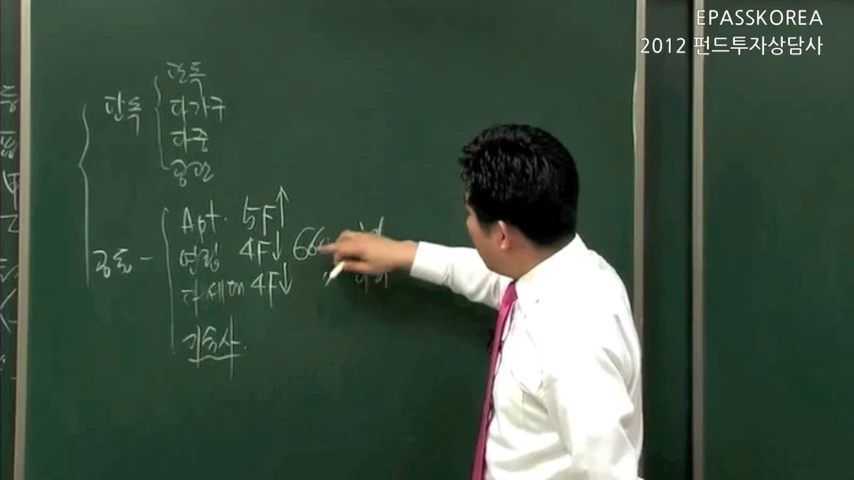 EPASSKOREA
2012 펀드투자상담사
단독
단독
다가구
다중
공관
공동 -
Apt. 5F↑
연립 4F↓ 660
다세대 4F↓
기숙사.